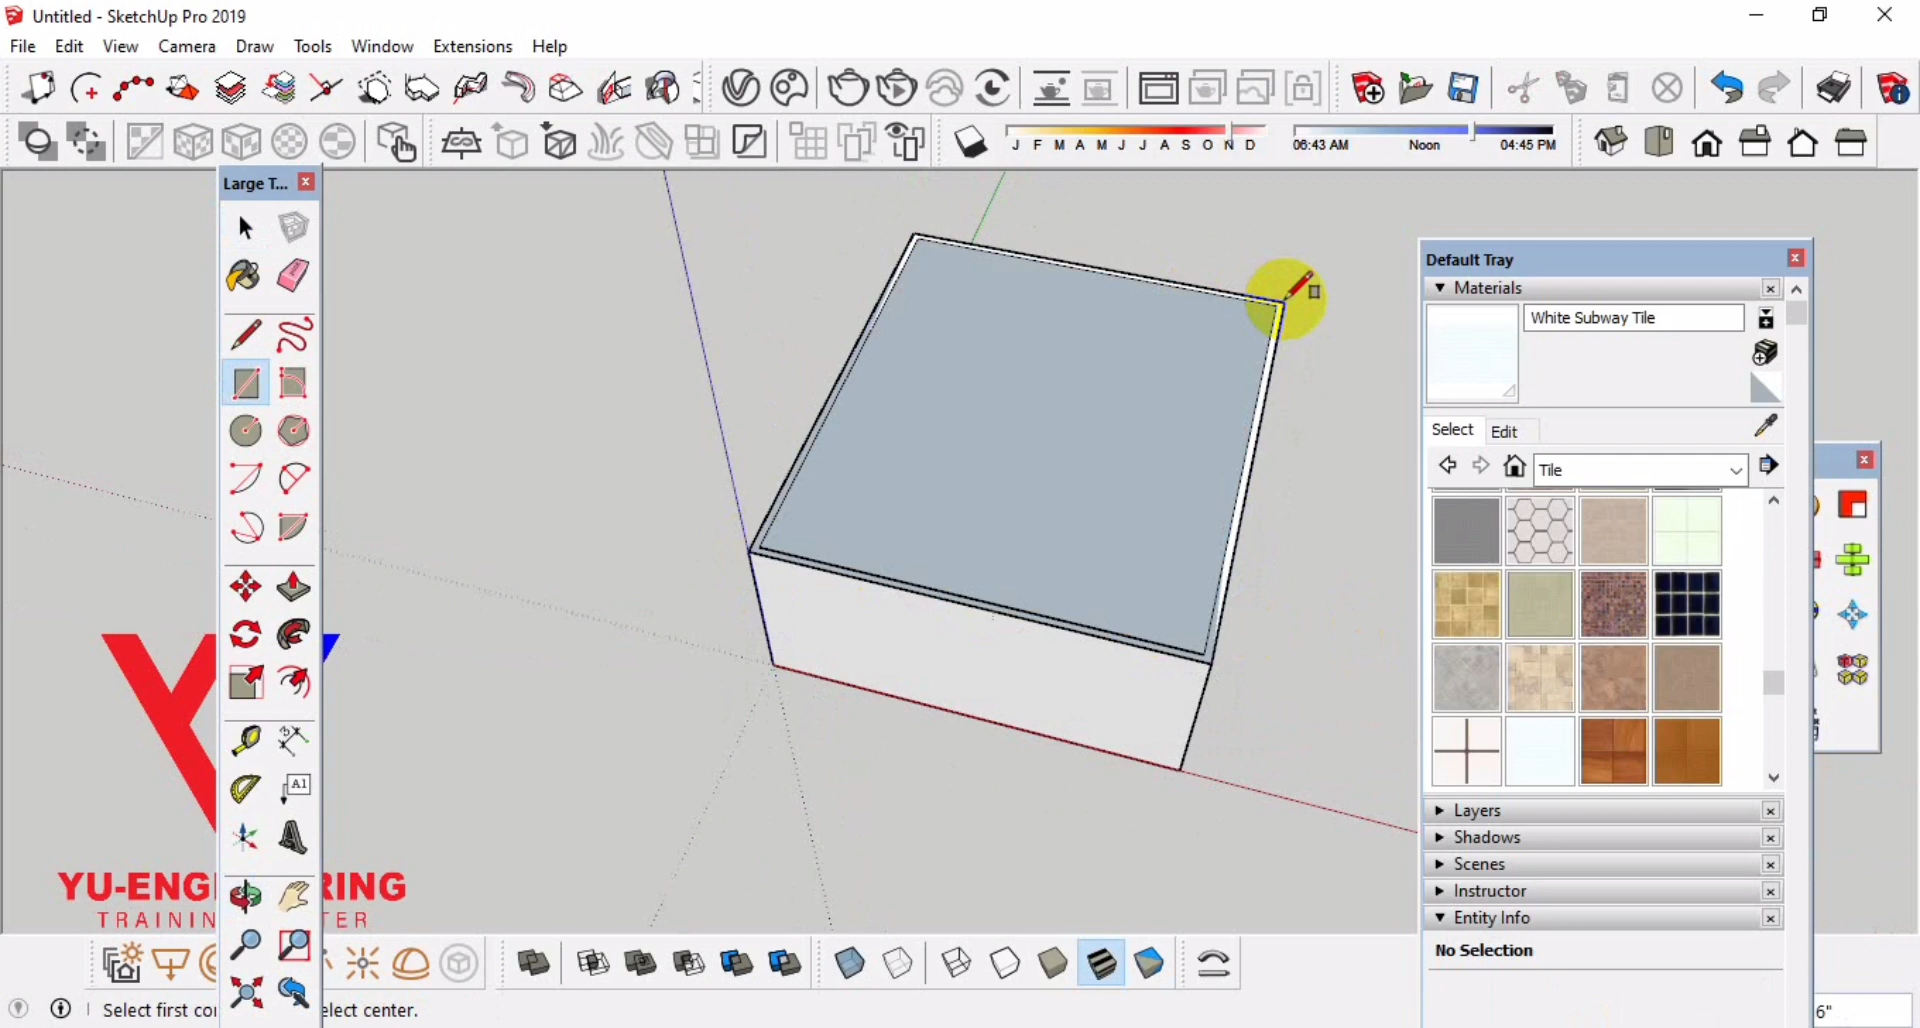 Untitled - SketchUp Pro 2019
File Edit View Camera Draw Tools Window Extensions Help
J F M A M J J A S O N D
06:43 AM Noon 04:45 PM
Large T...
Default Tray
Materials
White Subway Tile
Select Edit
Tile
A1
Layers
Shadows
Scenes
Instructor
Entity Info
No Selection
YU-ENG RING
TRAININ TER
Select first co elect center.
6"